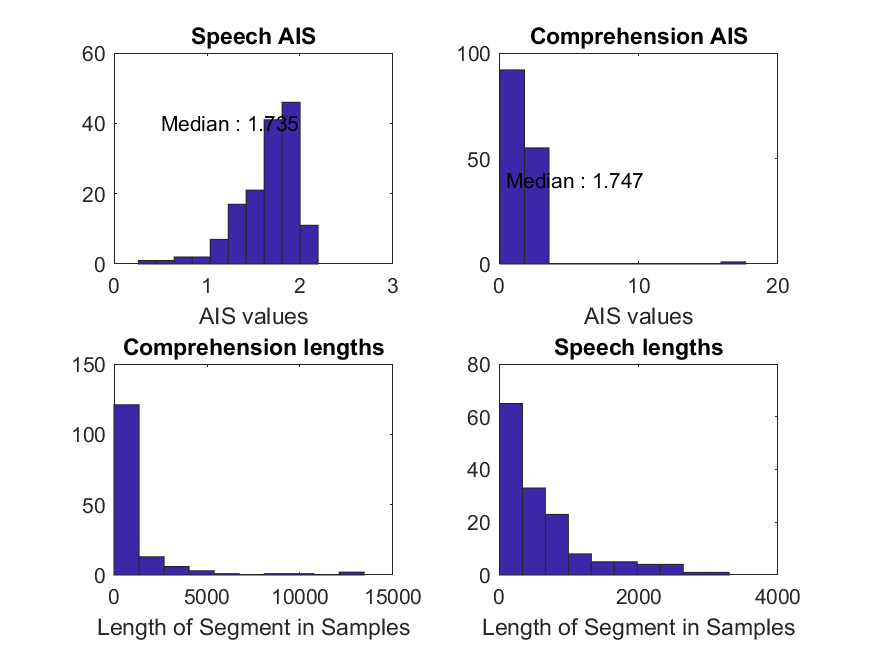 Speech AIS
60
40
20
0
Median : 1.735
0 1 2 3
AIS values
Comprehension AIS
100
50
0
Median : 1.747
0 10 20
AIS values
Comprehension lengths
150
100
50
0
0 5000 10000 15000
Length of Segment in Samples
Speech lengths
80
60
40
20
0
0 2000 4000
Length of Segment in Samples